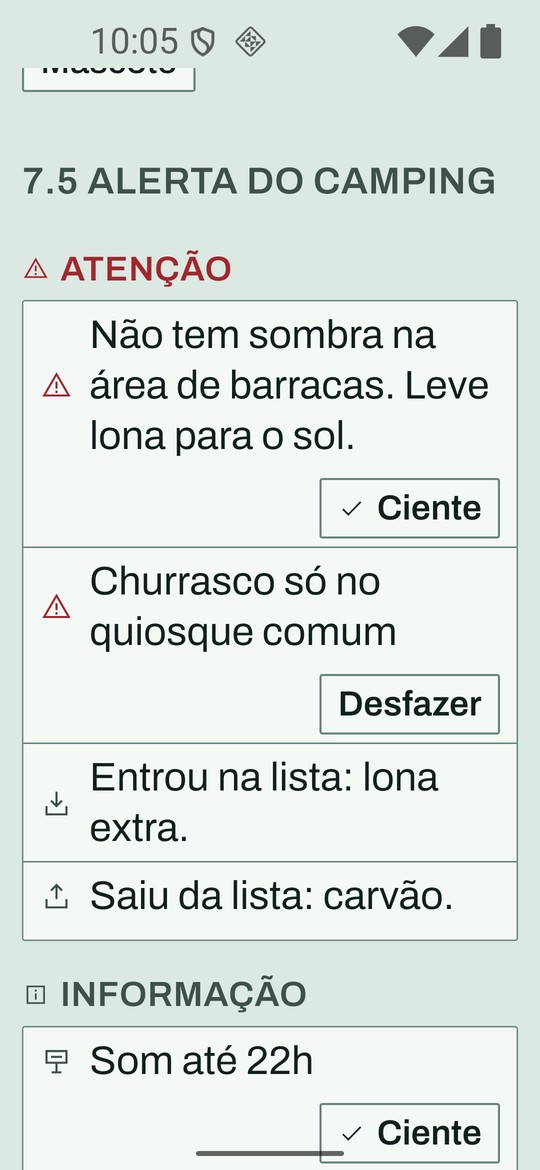 10:05
Mascote
7.5 ALERTA DO CAMPING
ATENÇÃO
Não tem sombra na
área de barracas. Leve
lona para o sol.
Ciente
Churrasco só no
quiosque comum
Desfazer
Entrou na lista: lona
extra.
Saiu da lista: carvão.
INFORMAÇÃO
Som até 22h
Ciente